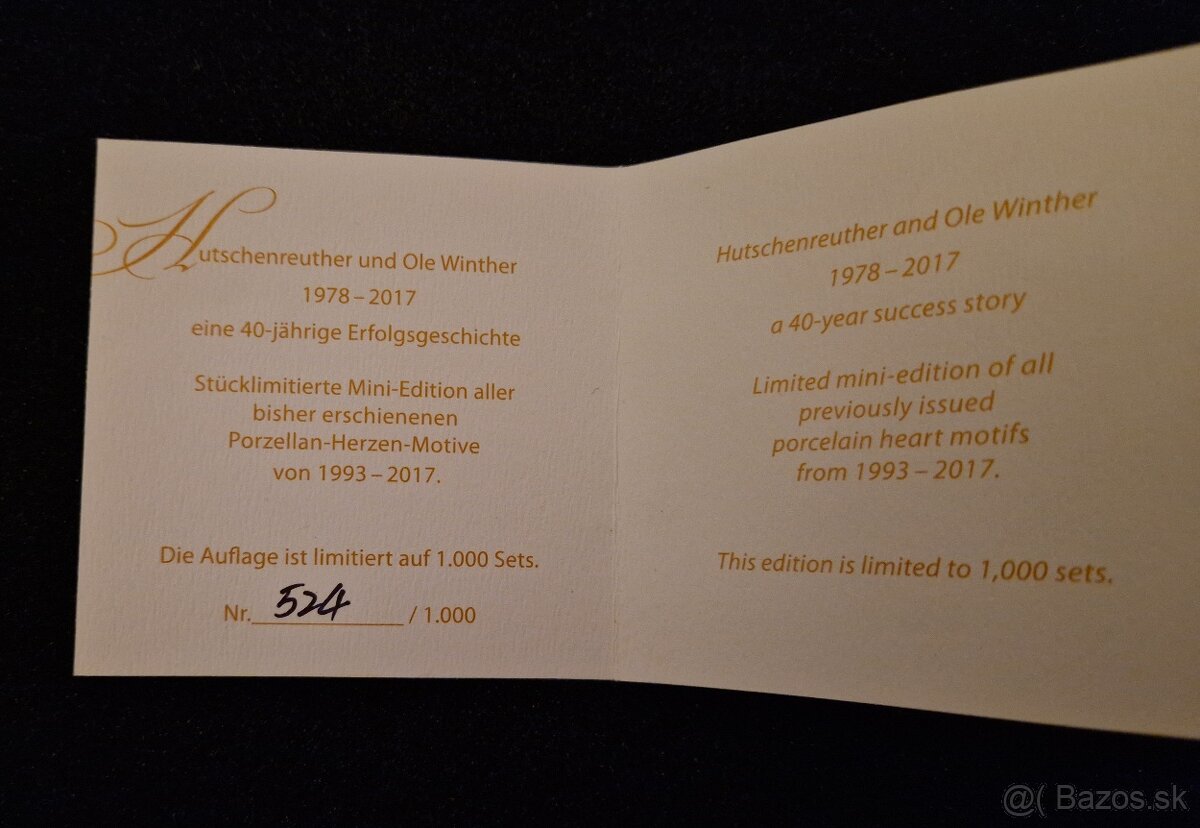 Hutschenreuther und Ole Winther
1978 – 2017
eine 40-jährige Erfolgsgeschichte
Stücklimitierte Mini-Edition aller
bisher erschienenen
Porzellan-Herzen-Motive
von 1993 – 2017.
Die Auflage ist limitiert auf 1.000 Sets.
Nr. 524 / 1.000
Hutschenreuther and Ole Winther
1978 – 2017
a 40-year success story
Limited mini-edition of all
previously issued
porcelain heart motifs
from 1993 – 2017.
This edition is limited to 1,000 sets.
@( Bazos.sk